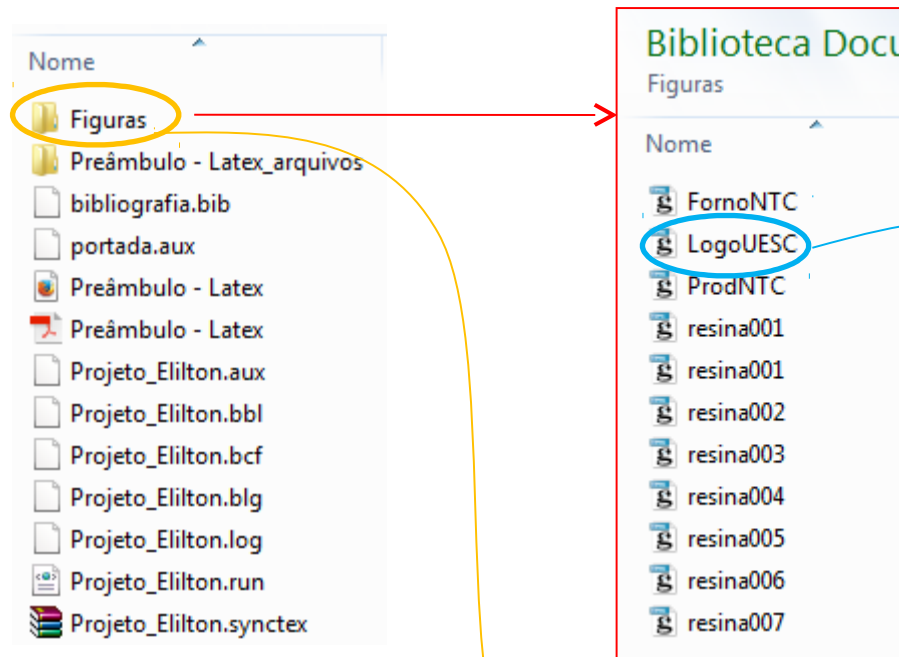 Nome
Figuras
Preâmbulo - Latex_arquivos
bibliografia.bib
portada.aux
Preâmbulo - Latex
Preâmbulo - Latex
Projeto_Elilton.aux
Projeto_Elilton.bbl
Projeto_Elilton.bcf
Projeto_Elilton.blg
Projeto_Elilton.log
Projeto_Elilton.run
Projeto_Elilton.synctex
Biblioteca Docu
Figuras
Nome
FornoNTC
LogoUESC
ProdNTC
resina001
resina001
resina002
resina003
resina004
resina005
resina006
resina007